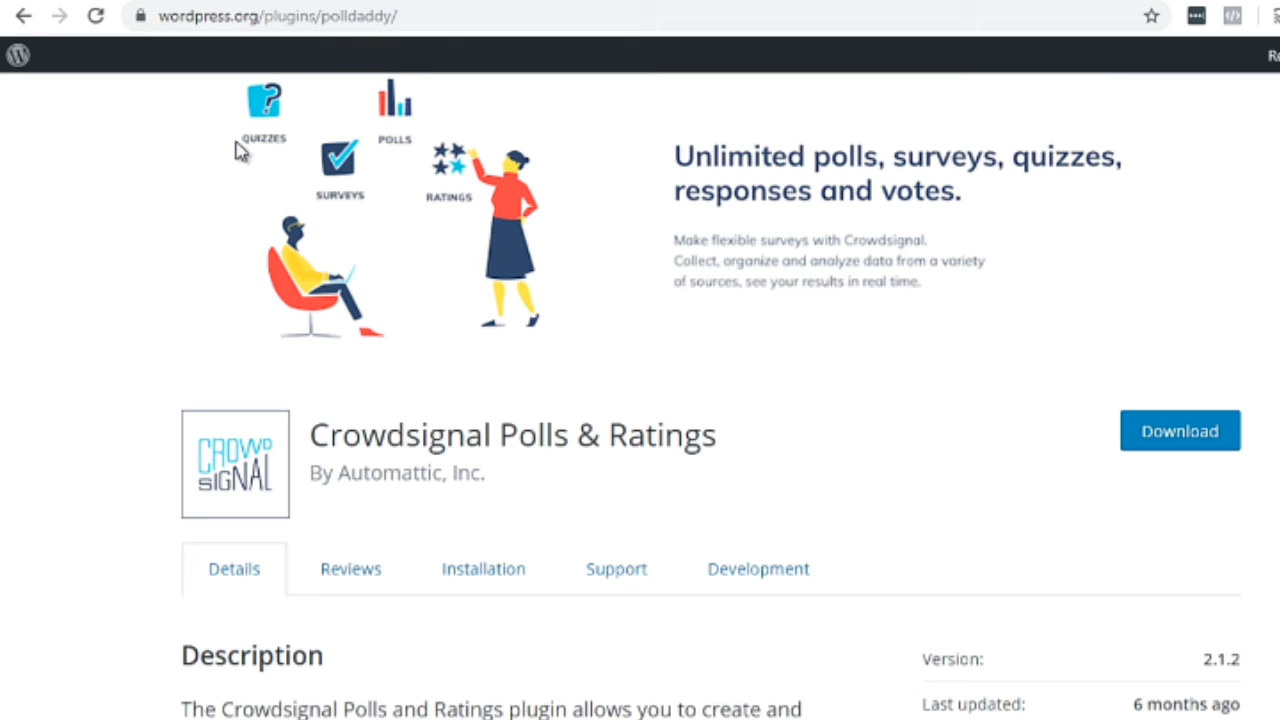 wordpress.org/plugins/polldaddy/
QUIZZES
POLLS
SURVEYS
RATINGS
Unlimited polls, surveys, quizzes,
responses and votes.
Make flexible surveys with Crowdsignal.
Collect, organize and analyze data from a variety
of sources, see your results in real time.
CROWD
SIGNAL
Crowdsignal Polls & Ratings
By Automattic, Inc.
Download
Details Reviews Installation Support Development
Description
The Crowdsignal Polls and Ratings plugin allows you to create and
Version: 2.1.2
Last updated: 6 months ago